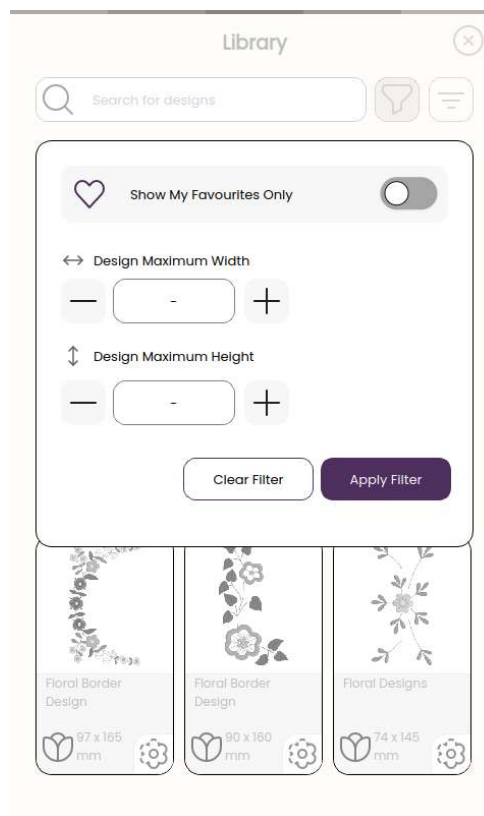 Library
Search for designs
Show My Favourites Only
Design Maximum Width
-
Design Maximum Height
-
Clear Filter
Apply Filter
Floral Border
Design
97 x 165
mm
Floral Border
Design
90 x 160
mm
Floral Designs
74 x 145
mm